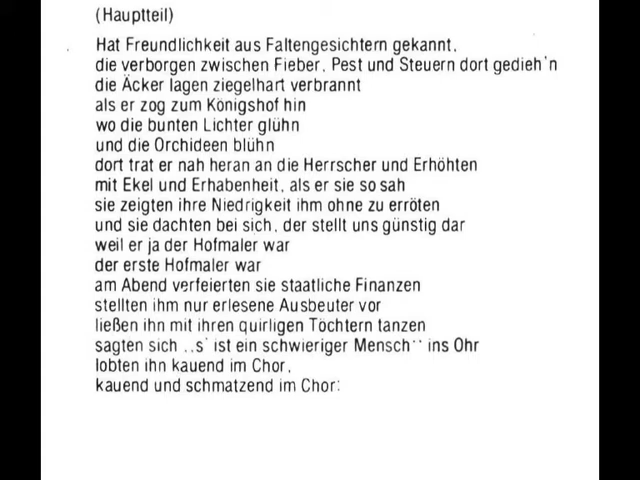 (Hauptteil)
Hat Freundlichkeit aus Faltengesichtern gekannt,
die verborgen zwischen Fieber, Pest und Steuern dort gedieh'n
die Äcker lagen ziegelhart verbrannt
als er zog zum Königshof hin
wo die bunten Lichter glühn
und die Orchideen blühn
dort trat er nah heran an die Herrscher und Erhöhten
mit Ekel und Erhabenheit, als er sie so sah
sie zeigten ihre Niedrigkeit ihm ohne zu erröten
und sie dachten bei sich, der stellt uns günstig dar
weil er ja der Hofmaler war
der erste Hofmaler war
am Abend verfeierten sie staatliche Finanzen
stellten ihm nur erlesene Ausbeuter vor
ließen ihn mit ihren quirligen Töchtern tanzen
sagten sich ,,s' ist ein schwieriger Mensch'' ins Ohr
lobten ihn kauend im Chor,
kauend und schmatzend im Chor: